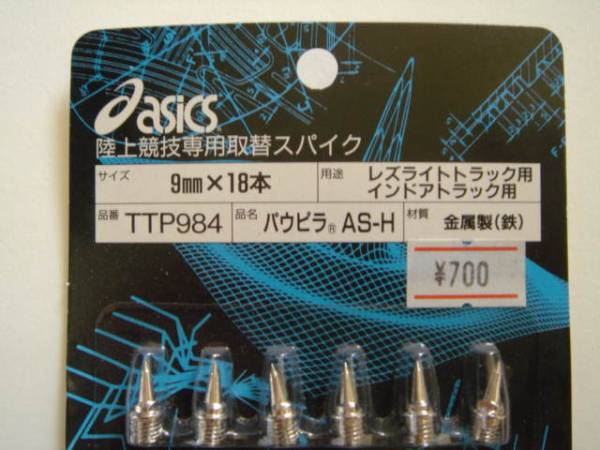 asics
陸上競技専用取替スパイク
サイズ 9mm×18本 用途 レズライトトラック用
インドアトラック用
品番 TTP984 品名 パウピラ® AS-H 材質 金属製(鉄)
¥700